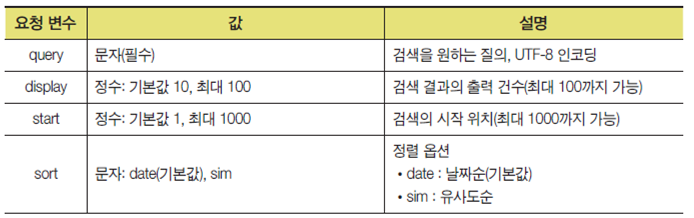 요청 변수 값 설명
query 문자(필수) 검색을 원하는 질의, UTF-8 인코딩
display 정수: 기본값 10, 최대 100 검색 결과의 출력 건수(최대 100까지 가능)
start 정수: 기본값 1, 최대 1000 검색의 시작 위치(최대 1000까지 가능)
sort 문자: date(기본값), sim 정렬 옵션
• date : 날짜순(기본값)
• sim : 유사도순